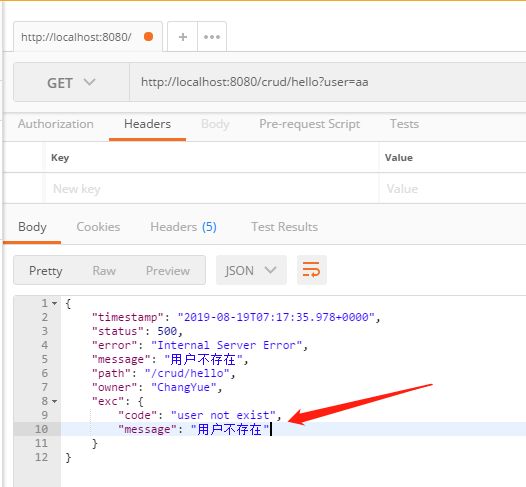 http://localhost:8080/
+
•••
GET
http://localhost:8080/crud/hello?user=aa
Authorization Headers Body Pre-request Script Tests
Key Value
New key Value
Body Cookies Headers (5) Test Results
Pretty Raw Preview JSON
1 {
2 "timestamp": "2019-08-19T07:17:35.978+0000",
3 "status": 500,
4 "error": "Internal Server Error",
5 "message": "用户不存在",
6 "path": "/crud/hello",
7 "owner": "ChangYue",
8 "exc": {
9 "code": "user not exist",
10 "message": "用户不存在"
11 }
12 }